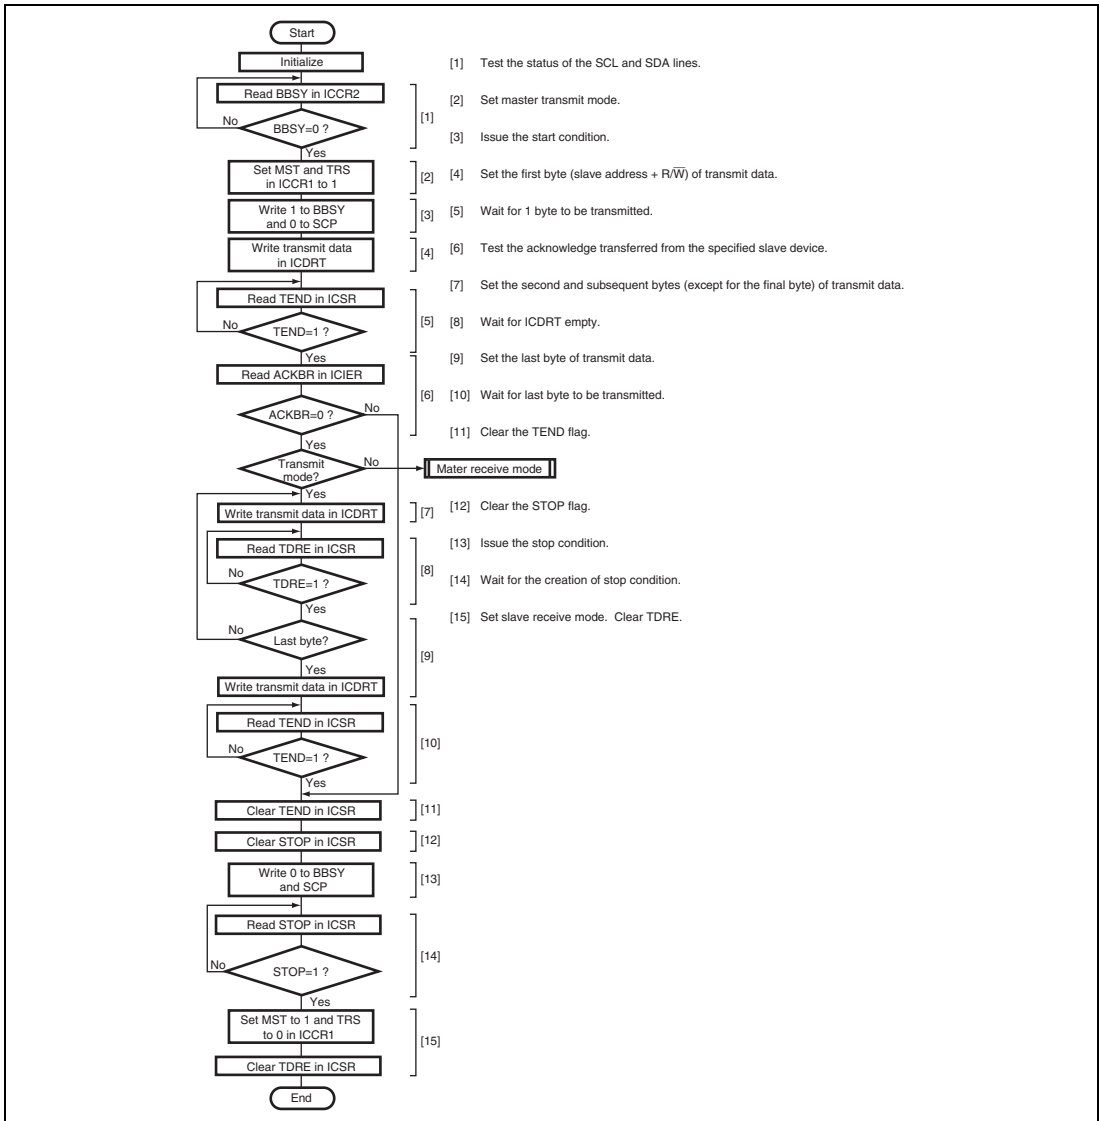 Start
Initialize
Read BBSY in ICCR2
No
BBSY=0 ?
[1]
Yes
Set MST and TRS
in ICCR1 to 1
[2]
Write 1 to BBSY
and 0 to SCP
[3]
Write transmit data
in ICDRT
[4]
Read TEND in ICSR
No
TEND=1 ?
[5]
Yes
Read ACKBR in ICIER
[6]
ACKBR=0 ?
No
Yes
Transmit
mode?
No
Mater receive mode
Yes
Write transmit data in ICDRT
[7]
Read TDRE in ICSR
No
TDRE=1 ?
[8]
Yes
No
Last byte?
[9]
Yes
Write transmit data in ICDRT
Read TEND in ICSR
No
TEND=1 ?
[10]
Yes
Clear TEND in ICSR
[11]
Clear STOP in ICSR
[12]
Write 0 to BBSY
and SCP
[13]
Read STOP in ICSR
No
STOP=1 ?
[14]
Yes
Set MST to 1 and TRS
to 0 in ICCR1
[15]
Clear TDRE in ICSR
End
[1] Test the status of the SCL and SDA lines.
[2] Set master transmit mode.
[3] Issue the start condition.
[4] Set the first byte (slave address + R/W̅) of transmit data.
[5] Wait for 1 byte to be transmitted.
[6] Test the acknowledge transferred from the specified slave device.
[7] Set the second and subsequent bytes (except for the final byte) of transmit data.
[8] Wait for ICDRT empty.
[9] Set the last byte of transmit data.
[10] Wait for last byte to be transmitted.
[11] Clear the TEND flag.
[12] Clear the STOP flag.
[13] Issue the stop condition.
[14] Wait for the creation of stop condition.
[15] Set slave receive mode. Clear TDRE.